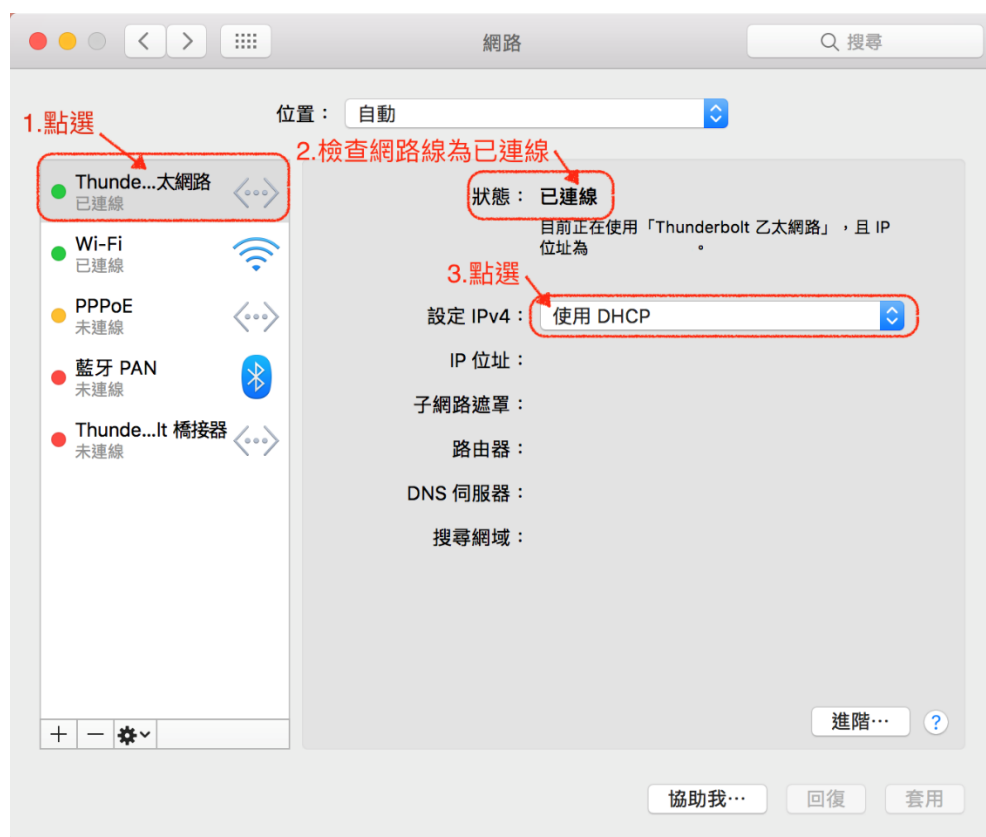 網路
搜尋
位置： 自動
1.點選
2.檢查網路線為已連線
Thunde...太網路
已連線
Wi-Fi
已連線
PPPoE
未連線
藍牙 PAN
未連線
Thunde...lt 橋接器
未連線
狀態： 已連線
目前正在使用「Thunderbolt 乙太網路」，且 IP
位址為 。
3.點選
設定 IPv4： 使用 DHCP
IP 位址：
子網路遮罩：
路由器：
DNS 伺服器：
搜尋網域：
進階⋯ ?
協助我⋯ 回復 套用